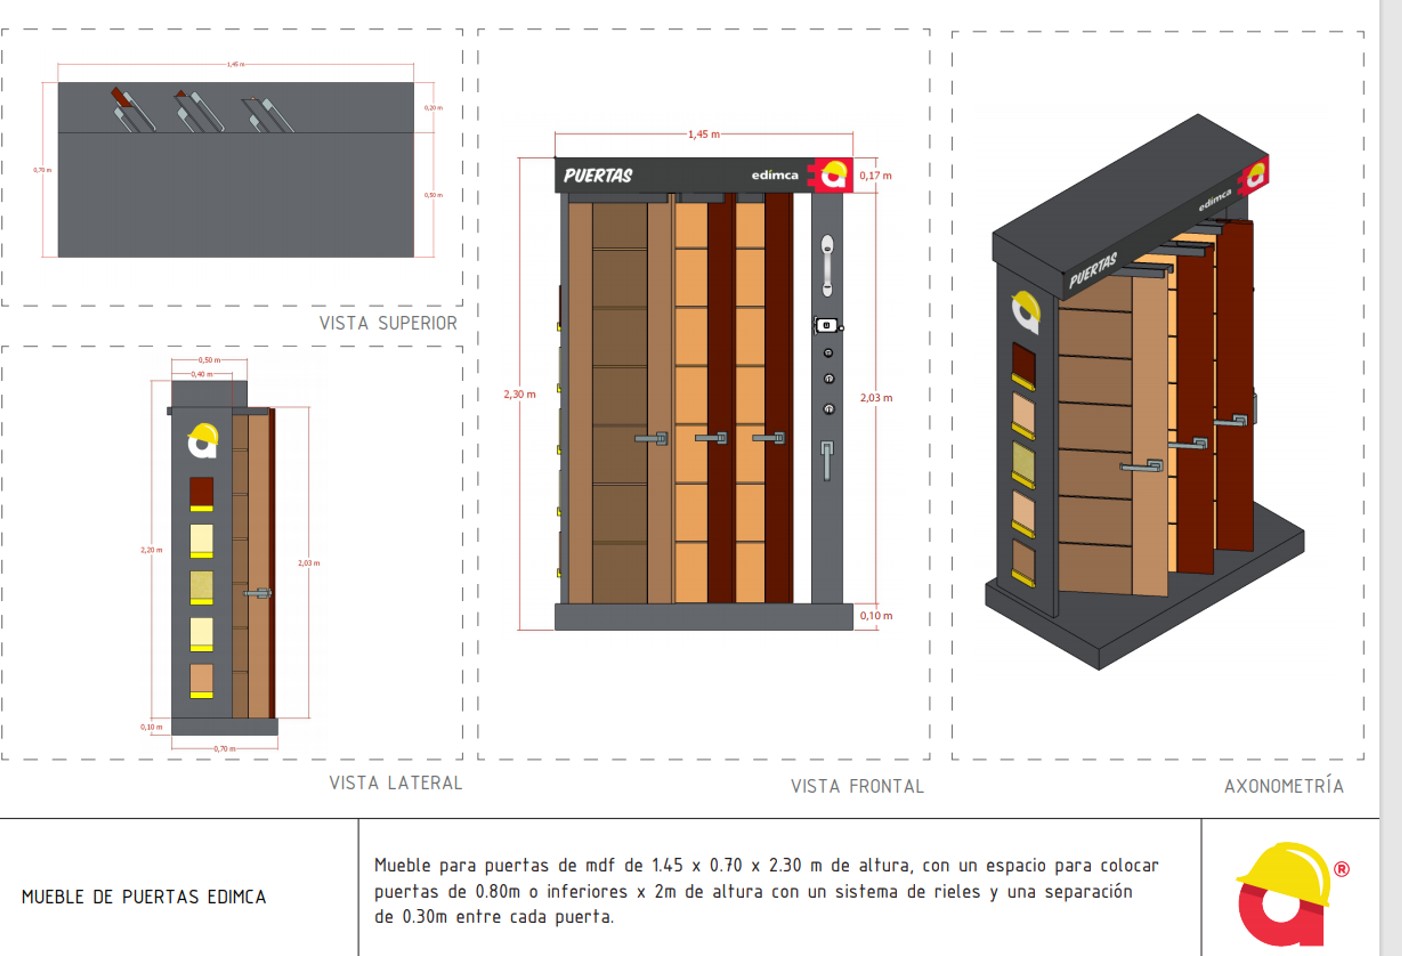 1,45 m
0,70 m
0,20 m
0,50 m
VISTA SUPERIOR
0,50 m
0,40 m
2,20 m
2,03 m
0,10 m
0,70 m
VISTA LATERAL
1,45 m
PUERTAS
edimca
0,17 m
2,30 m
2,03 m
0,10 m
VISTA FRONTAL
PUERTAS
edimca
AXONOMETRÍA
MUEBLE DE PUERTAS EDIMCA
Mueble para puertas de mdf de 1.45 x 0.70 x 2.30 m de altura, con un espacio para colocar
puertas de 0.80m o inferiores x 2m de altura con un sistema de rieles y una separación
de 0.30m entre cada puerta.
®